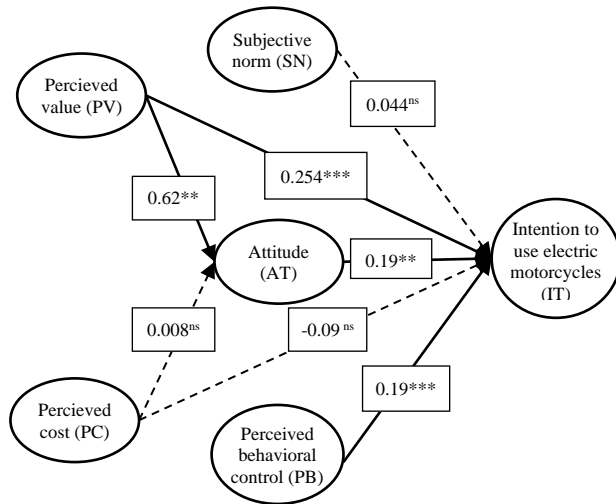 Subjective
norm (SN)
Percieved
value (PV)
0.044ns
0.254***
0.62**
Attitude
(AT)
0.19**
Intention to
use electric
motorcycles
(IT)
0.008ns
-0.09 ns
0.19***
Percieved
cost (PC)
Perceived
behavioral
control (PB)